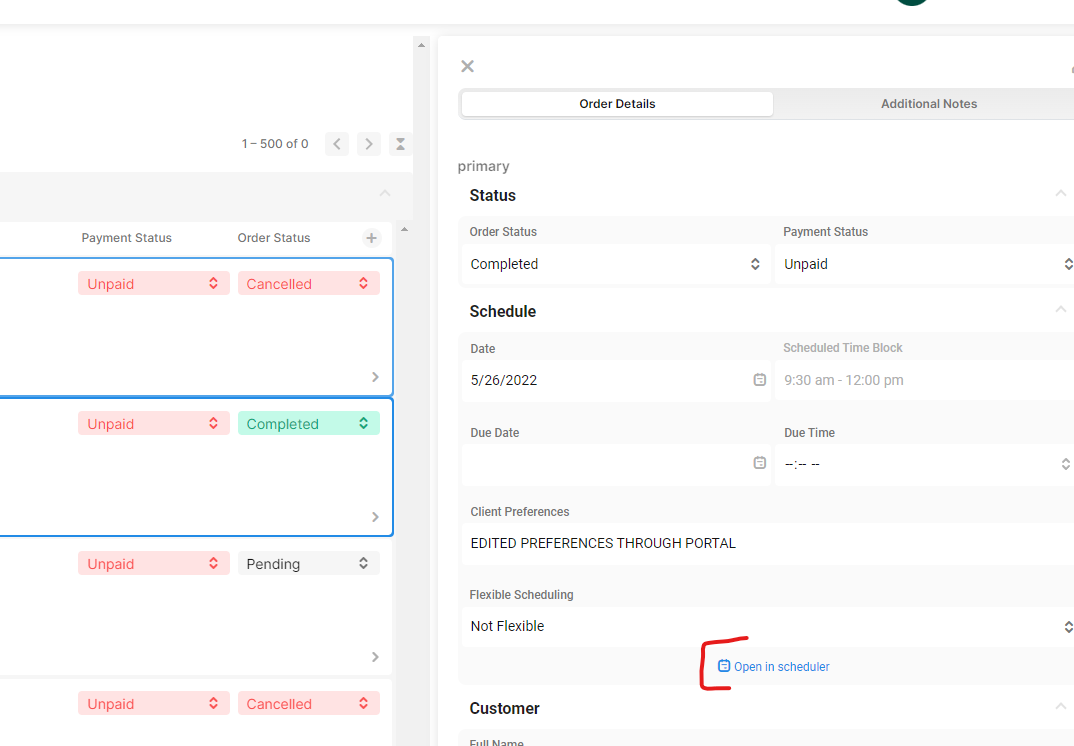 Order Details Additional Notes
1 – 500 of 0
primary
Status
Payment Status Order Status
Order Status Payment Status
Completed Unpaid
Unpaid Cancelled
Schedule
Date Scheduled Time Block
5/26/2022 9:30 am - 12:00 pm
Unpaid Completed
Due Date Due Time
--:-- --
Client Preferences
EDITED PREFERENCES THROUGH PORTAL
Unpaid Pending
Flexible Scheduling
Not Flexible
Open in scheduler
Unpaid Cancelled
Customer
Full Name